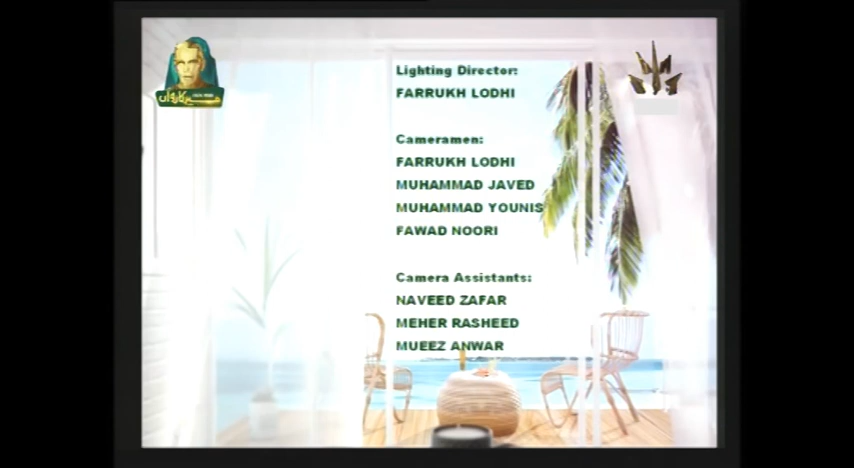 Lighting Director:
FARRUKH LODHI
Cameramen:
FARRUKH LODHI
MUHAMMAD JAVED
MUHAMMAD YOUNIS
FAWAD NOORI
Camera Assistants:
NAVEED ZAFAR
MEHER RASHEED
MUEEZ ANWAR